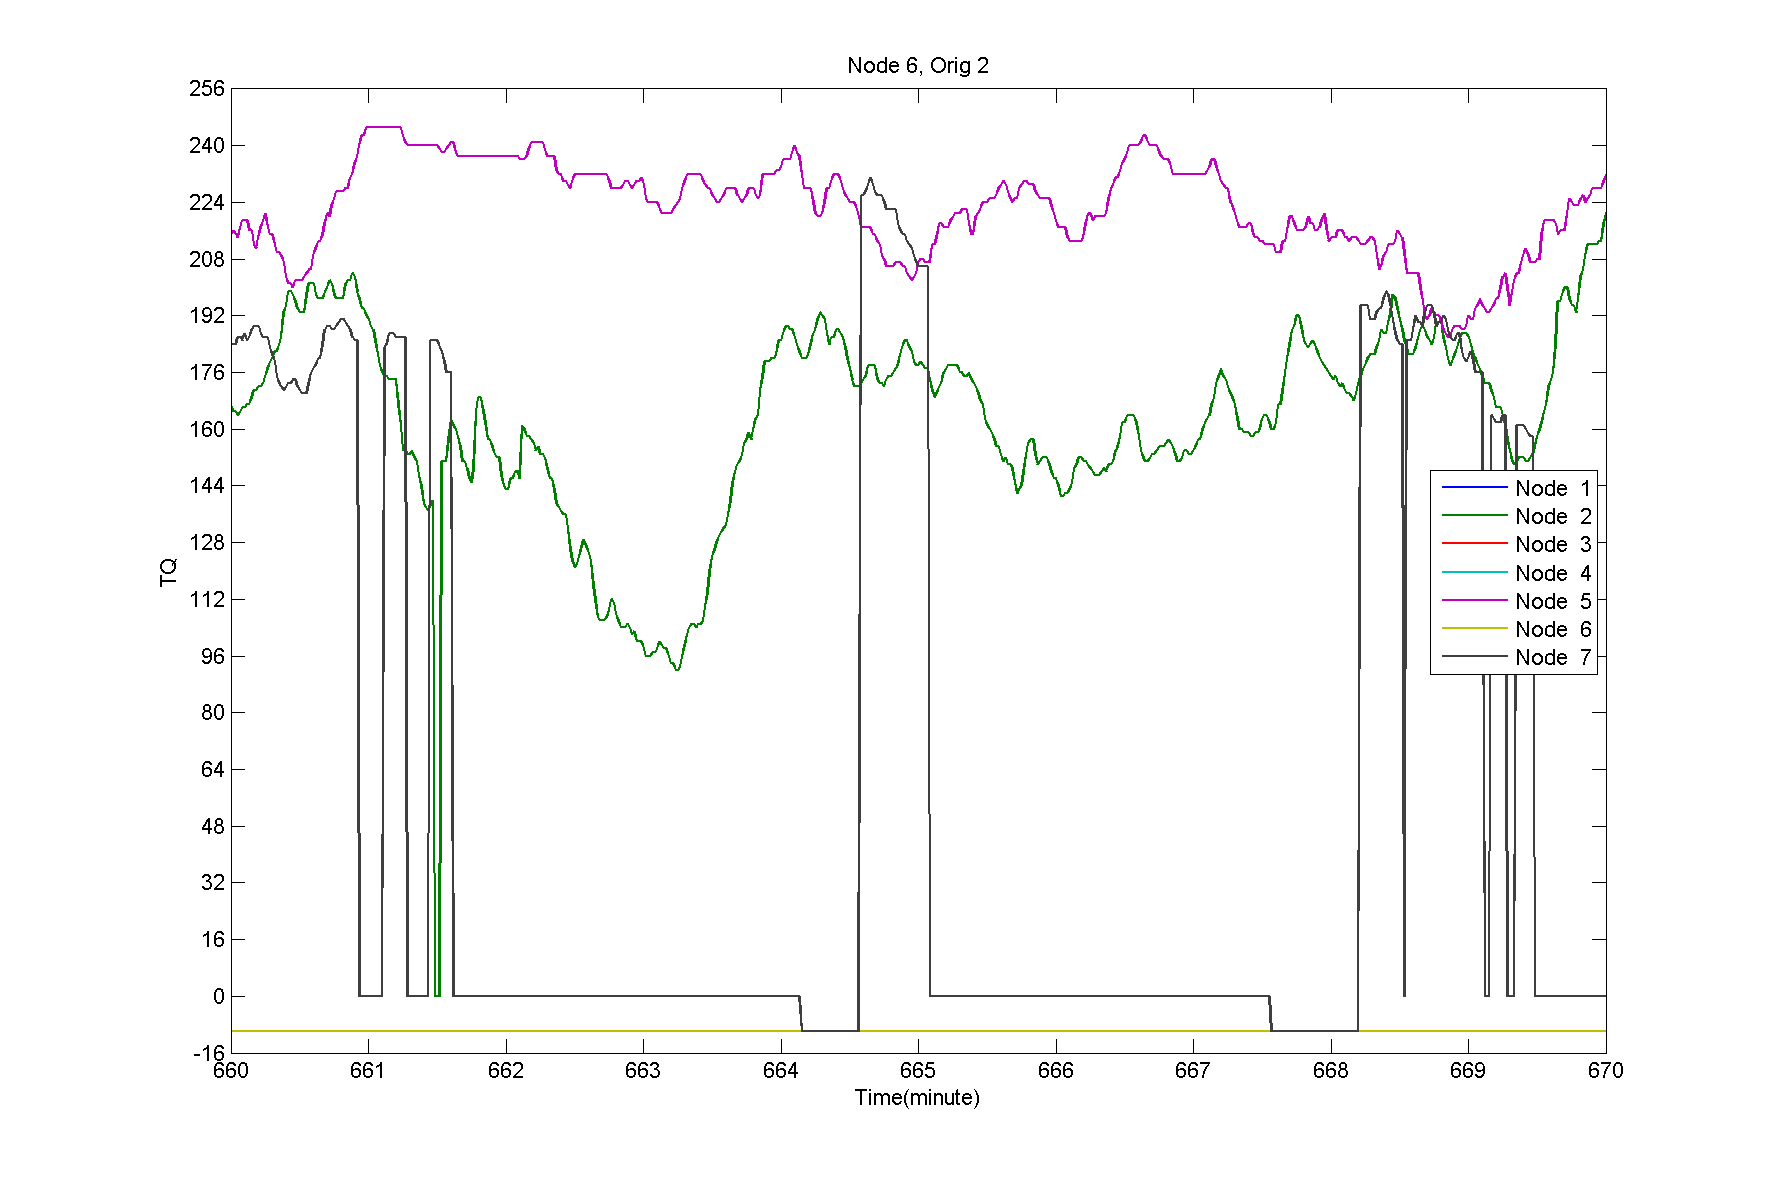 Node 6, Orig 2
256
240
224
208
192
176
160
144
128
112
96
80
64
48
32
16
0
-16
TQ
Node 1
Node 2
Node 3
Node 4
Node 5
Node 6
Node 7
660 661 662 663 664 665 666 667 668 669 670
Time(minute)